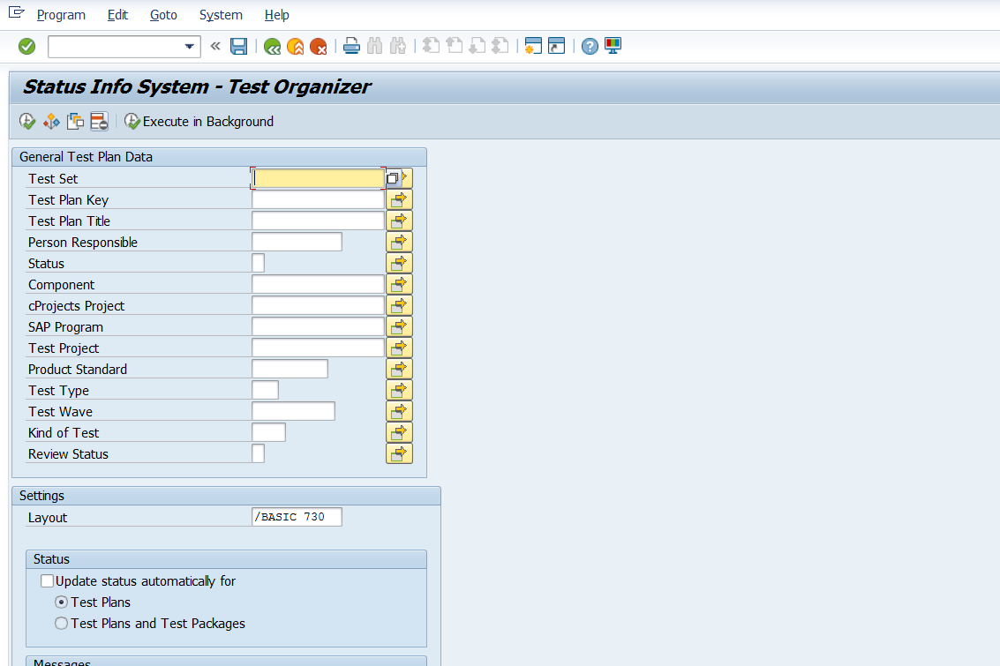 Program Edit Goto System Help
Status Info System - Test Organizer
Execute in Background
General Test Plan Data
Test Set
Test Plan Key
Test Plan Title
Person Responsible
Status
Component
cProjects Project
SAP Program
Test Project
Product Standard
Test Type
Test Wave
Kind of Test
Review Status
Settings
Layout /BASIC 730
Status
Update status automatically for
Test Plans
Test Plans and Test Packages
Messages